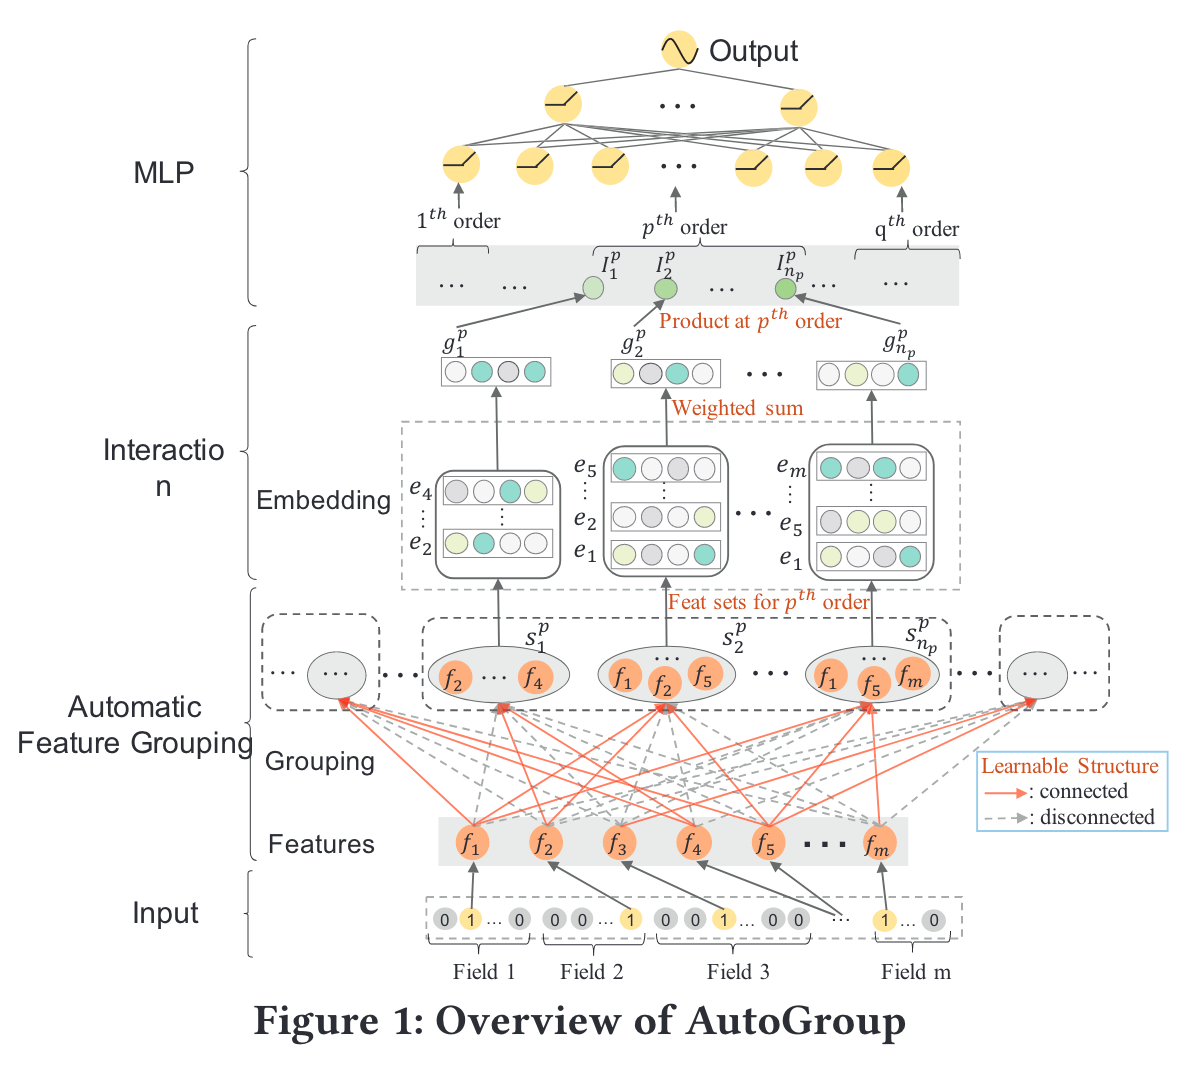 Output
...
MLP
...
1^{th} order
p^{th} order
q^{th} order
I_1^p
I_2^p
I_{n_p}^p
... ... ... ... ...
Product at p^{th} order
g_1^p
g_2^p
g_{n_p}^p
...
Weighted sum
Interactio
n
Embedding
e_4
⋮
e_2
e_5
⋮
e_2
e_1
...
e_m
⋮
e_5
e_1
Feat sets for p^{th} order
s_1^p
s_2^p
s_{n_p}^p
... ... ... f_2 ... f_4 f_1 ... f_2 f_5 ... f_1 ... f_5 f_m ... ... ...
Automatic
Feature Grouping
Grouping
Learnable Structure
: connected
: disconnected
Features
f_1 f_2 f_3 f_4 f_5 ... f_m
Input
0 1 ... 0 0 0 ... 1 0 0 1 ... 0 0 ... 1 ... 0
Field 1 Field 2 Field 3 Field m
Figure 1: Overview of AutoGroup